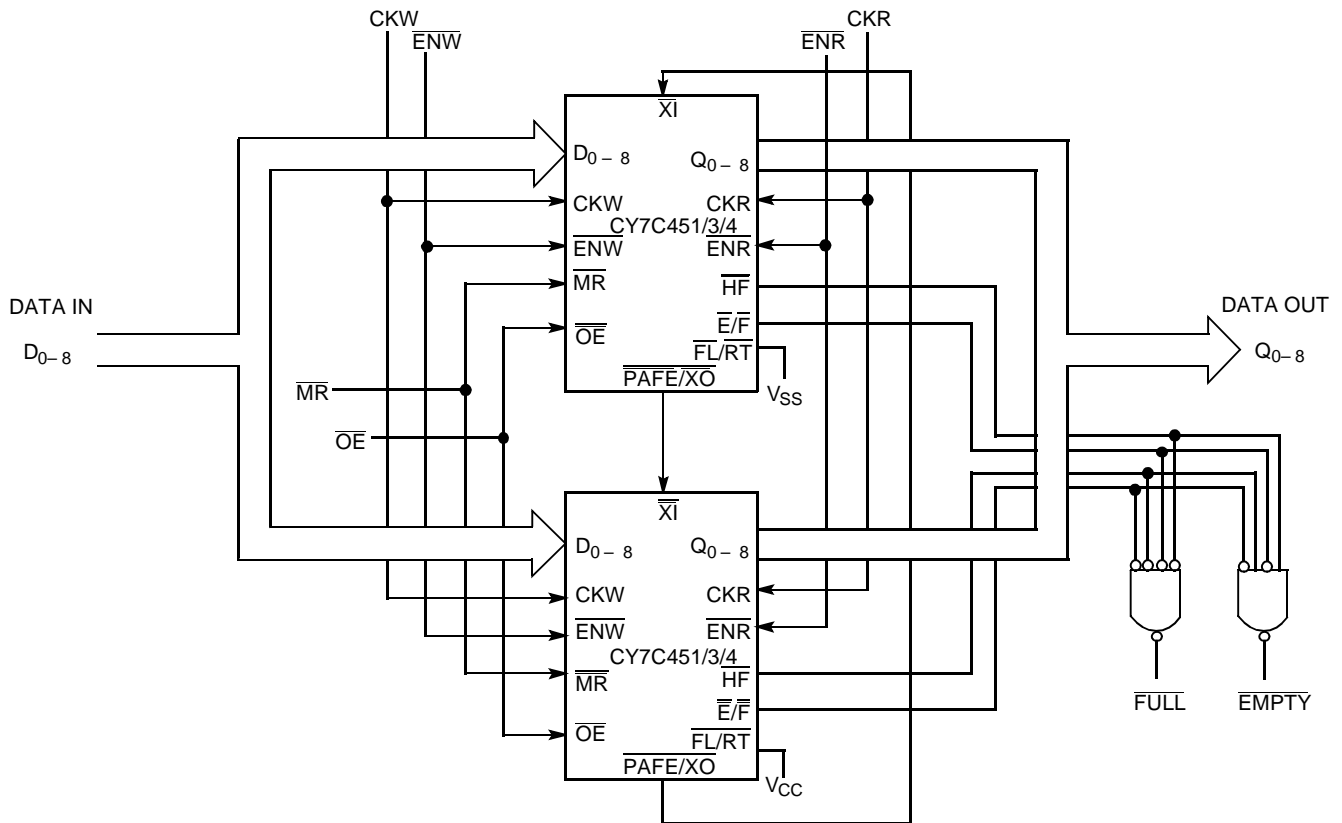 CKW
ENW
ENR
CKR
XI
D0–8
Q0–8
CKW
CKR
CY7C451/3/4
ENW
ENR
MR
HF
E/F
OE
FL/RT
PAFE/XO
VSS
DATA IN
D0–8
DATA OUT
Q0–8
MR
OE
XI
D0–8
Q0–8
CKW
CKR
ENW
ENR
CY7C451/3/4
MR
HF
E/F
OE
FL/RT
PAFE/XO
VCC
FULL
EMPTY